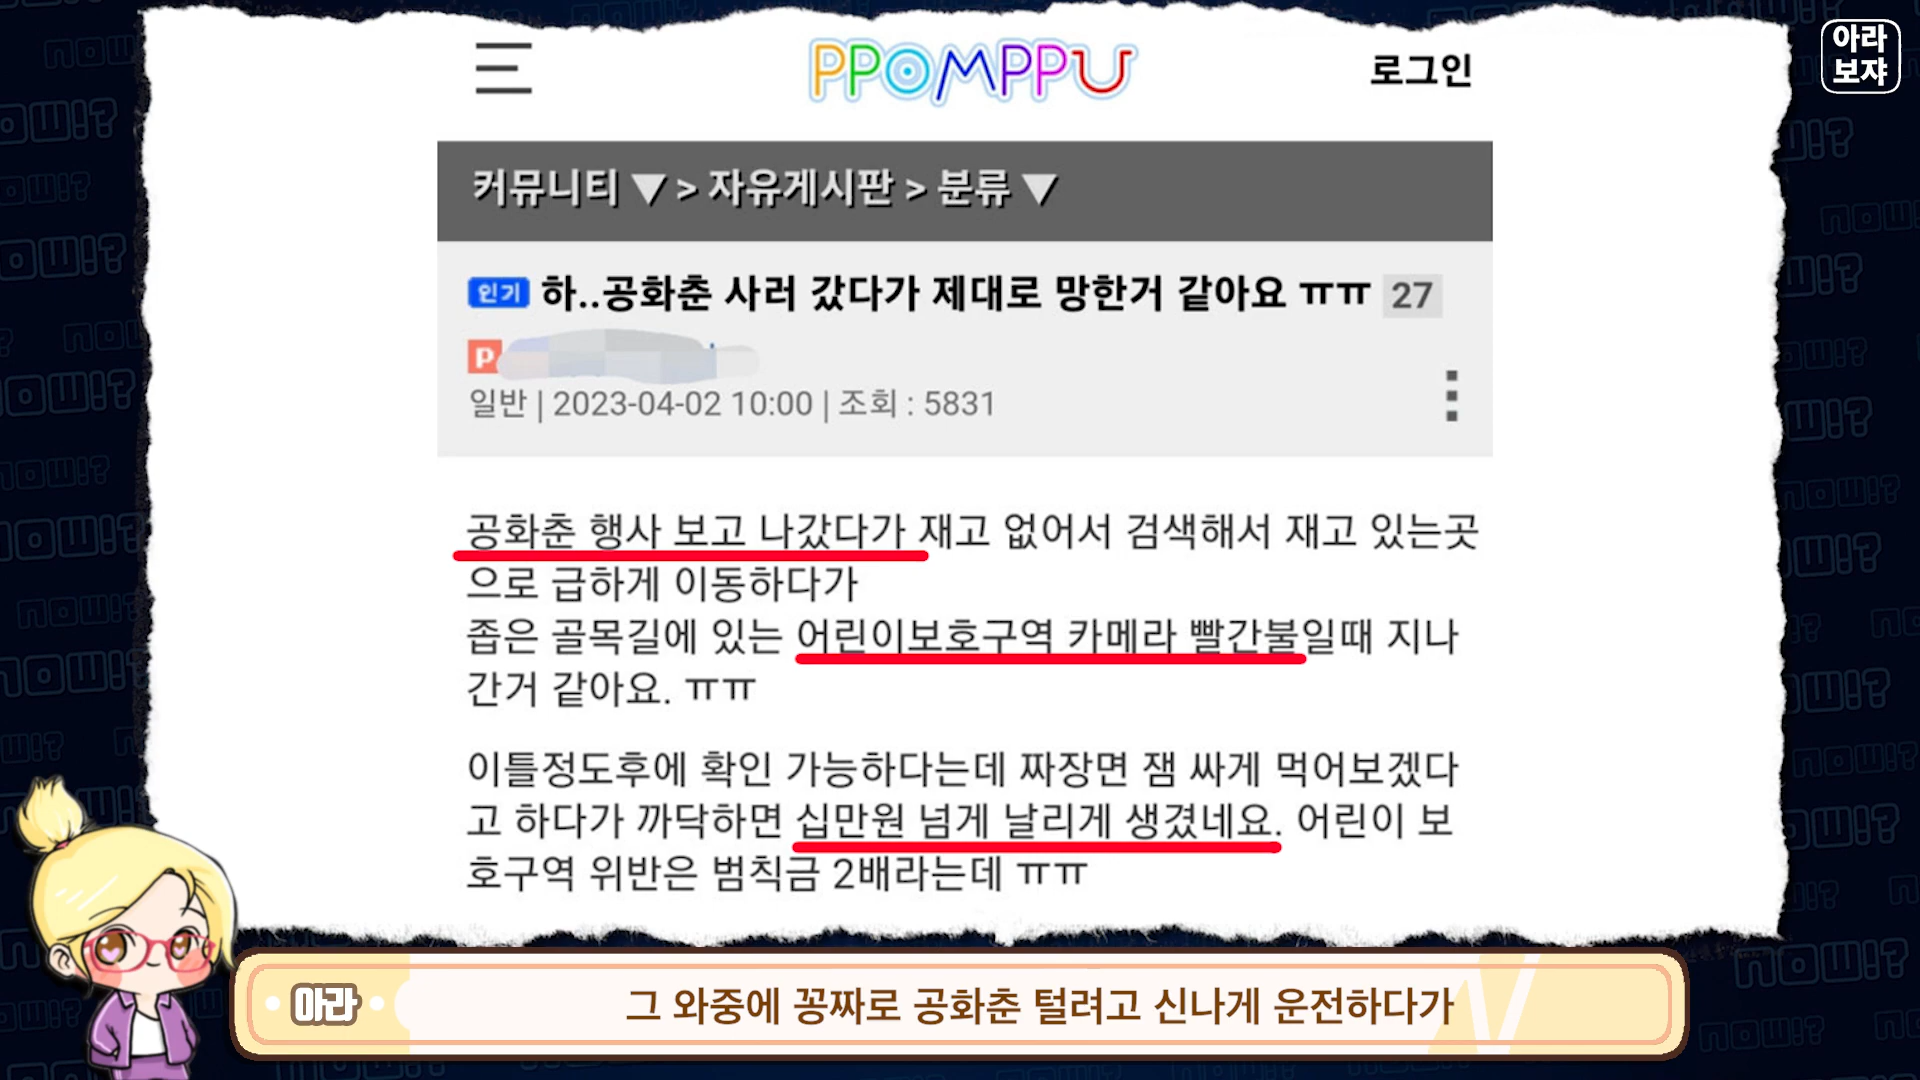 아라
보쟈
PPOMPPU
로그인
커뮤니티 ▼ > 자유게시판 > 분류 ▼
인기 하..공화춘 사러 갔다가 제대로 망한거 같아요 ㅠㅠ 27
P
일반 | 2023-04-02 10:00 | 조회 : 5831
공화춘 행사 보고 나갔다가 재고 없어서 검색해서 재고 있는곳
으로 급하게 이동하다가
좁은 골목길에 있는 어린이보호구역 카메라 빨간불일때 지나
간거 같아요. ㅠㅠ
이틀정도후에 확인 가능하다는데 짜장면 잼 싸게 먹어보겠다
고 하다가 까닥하면 십만원 넘게 날리게 생겼네요. 어린이 보
호구역 위반은 범칙금 2배라는데 ㅠㅠ
아라
그 와중에 꽁짜로 공화춘 털려고 신나게 운전하다가